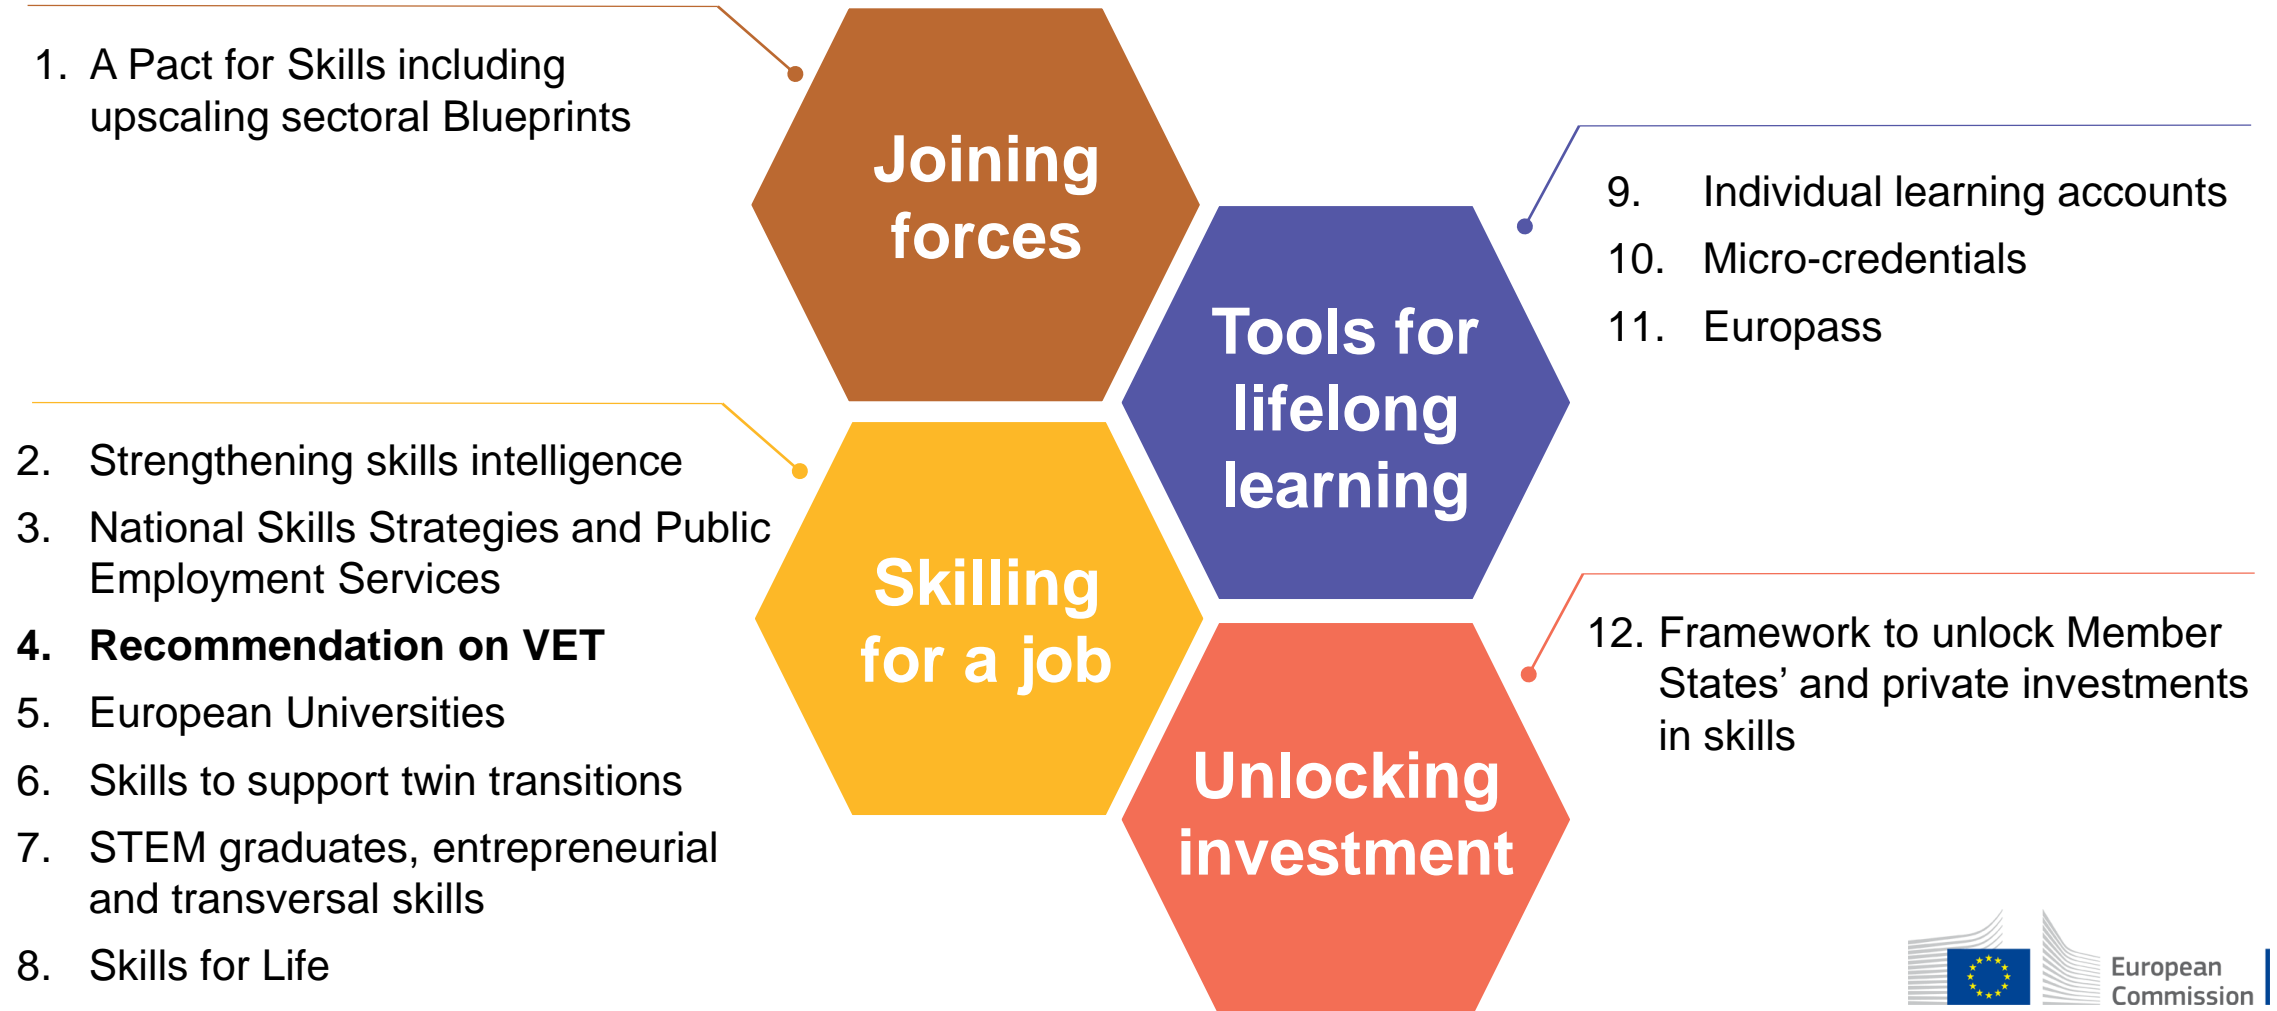 1. A Pact for Skills including
upscaling sectoral Blueprints
Joining
forces
9. Individual learning accounts
10. Micro-credentials
11. Europass
Tools for
lifelong
learning
2. Strengthening skills intelligence
3. National Skills Strategies and Public
Employment Services
4. Recommendation on VET
5. European Universities
6. Skills to support twin transitions
7. STEM graduates, entrepreneurial
and transversal skills
8. Skills for Life
Skilling
for a job
12. Framework to unlock Member
States’ and private investments
in skills
Unlocking
investment
European
Commission